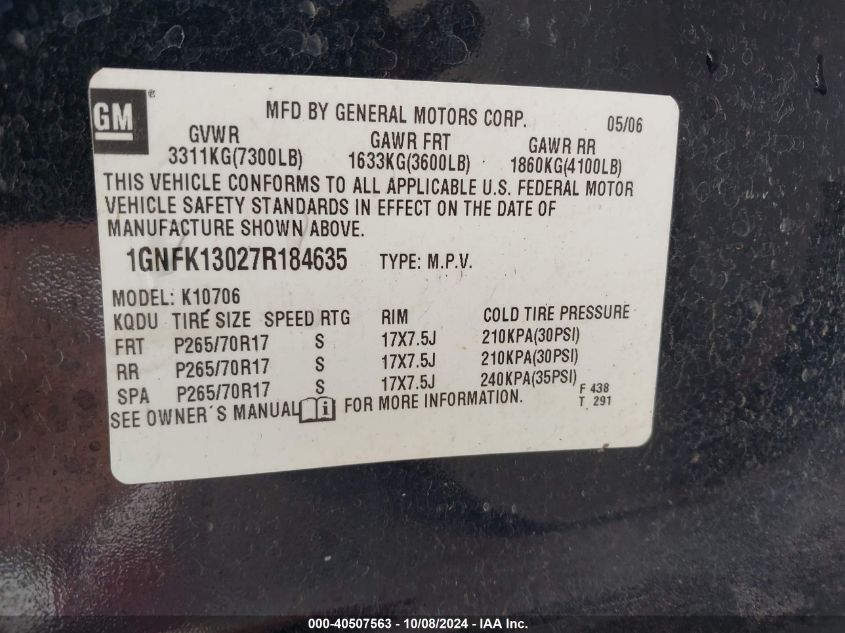 GM ®
MFD BY GENERAL MOTORS CORP. 05/06
GVWR GAWR FRT GAWR RR
3311KG(7300LB) 1633KG(3600LB) 1860KG(4100LB)
THIS VEHICLE CONFORMS TO ALL APPLICABLE U.S. FEDERAL MOTOR
VEHICLE SAFETY STANDARDS IN EFFECT ON THE DATE OF
MANUFACTURE SHOWN ABOVE.
1GNFK13027R184635 TYPE: M.P.V.
MODEL: K10706
KQDU TIRE SIZE SPEED RTG RIM COLD TIRE PRESSURE
FRT P265/70R17 S 17X7.5J 210KPA(30PSI)
RR P265/70R17 S 17X7.5J 210KPA(30PSI)
SPA P265/70R17 S 17X7.5J 240KPA(35PSI)
F 438
T 291
SEE OWNER´S MANUAL i FOR MORE INFORMATION.
000-40507563 - 10/08/2024 - IAA Inc.